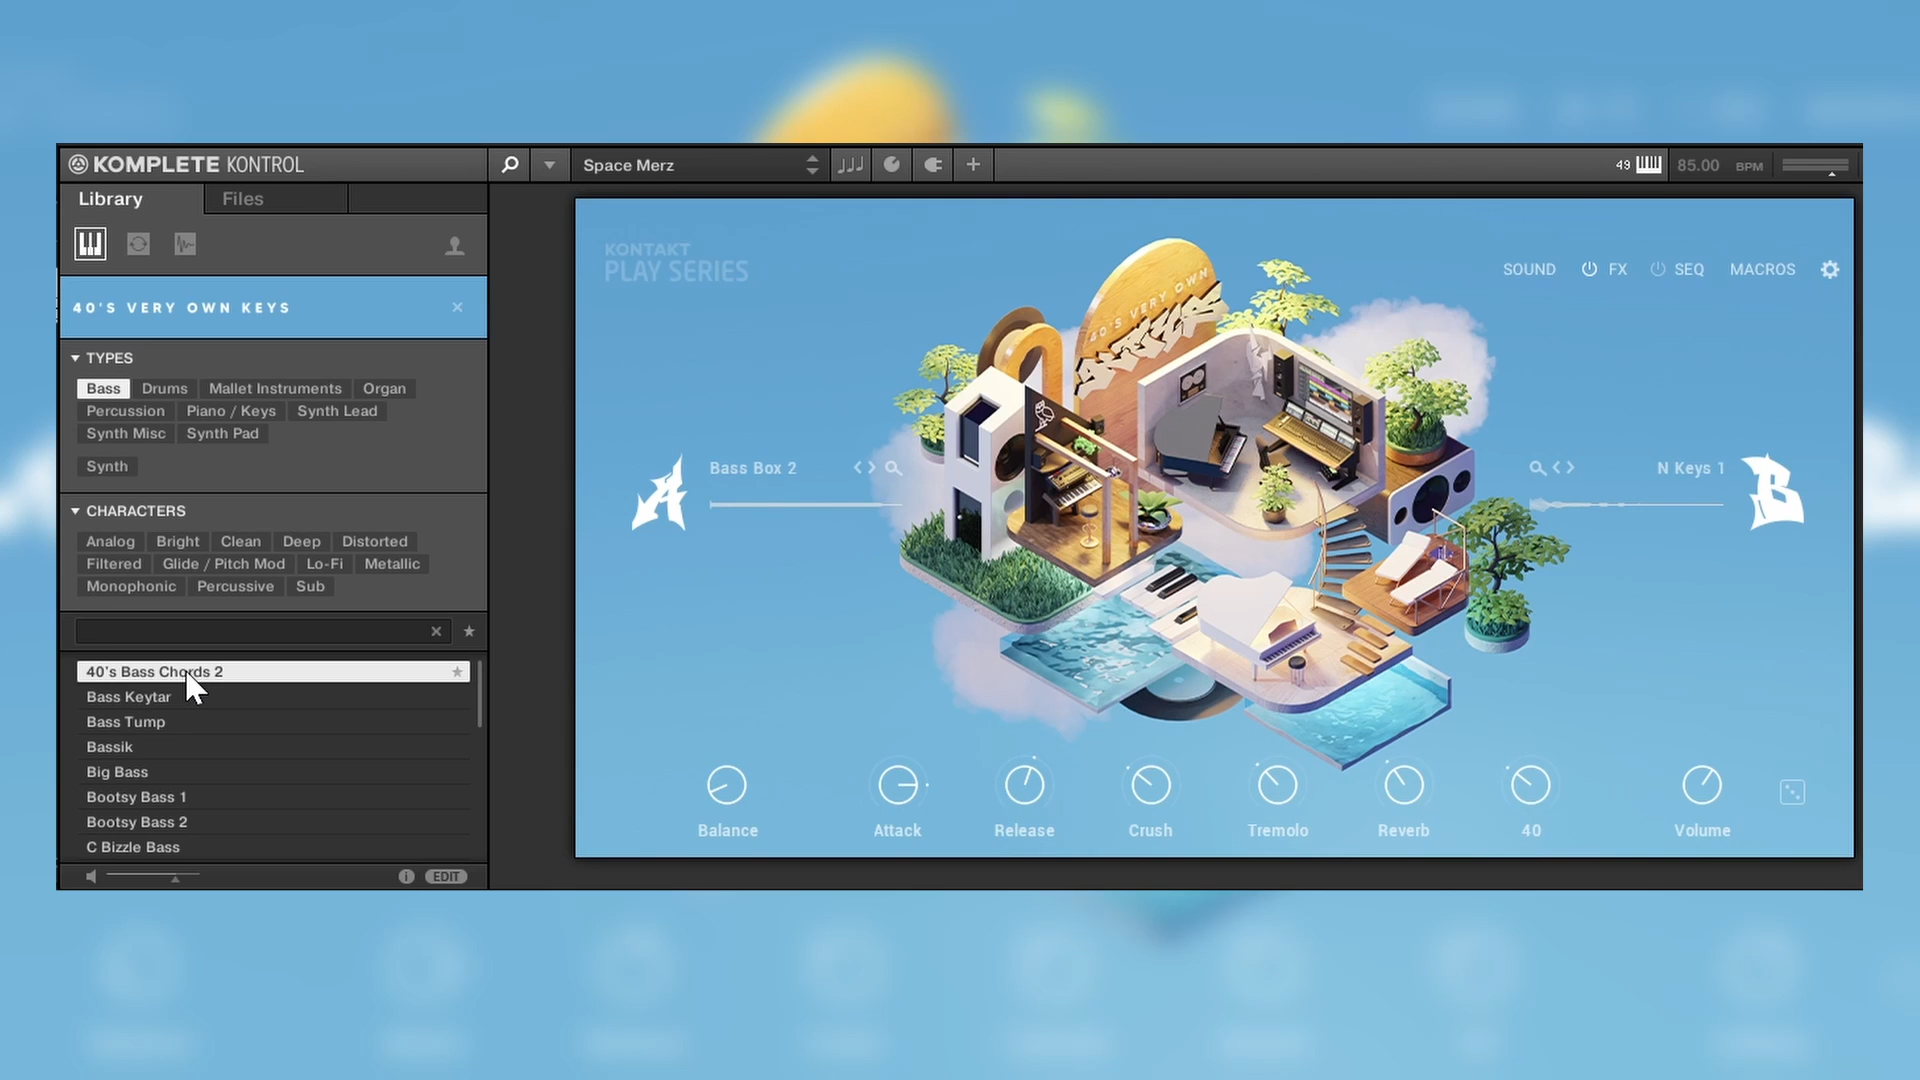 KOMPLETE KONTROL
Space Merz
49
85.00 BPM
Library
Files
40'S VERY OWN KEYS
TYPES
Bass
Drums
Mallet Instruments
Organ
Percussion
Piano / Keys
Synth Lead
Synth Misc
Synth Pad
Synth
CHARACTERS
Analog
Bright
Clean
Deep
Distorted
Filtered
Glide / Pitch Mod
Lo-Fi
Metallic
Monophonic
Percussive
Sub
40's Bass Chords 2
Bass Keytar
Bass Tump
Bassik
Big Bass
Bootsy Bass 1
Bootsy Bass 2
C Bizzle Bass
EDIT
KONTAKT
PLAY SERIES
SOUND
FX
SEQ
MACROS
40'S VERY OWN
A
Bass Box 2
N Keys 1
B
Balance
Attack
Release
Crush
Tremolo
Reverb
40
Volume